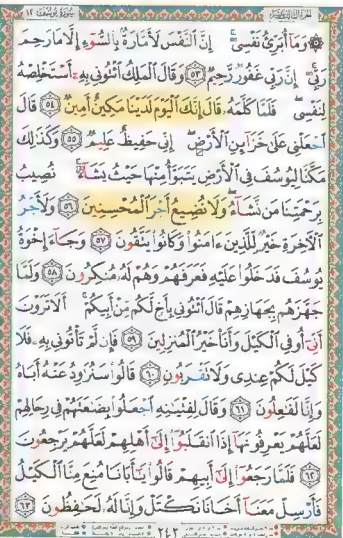 الجزء الثالث عشر سورة يوسف ١٢
۞ وَمَآ أُبَرِّئُ نَفْسِىٓ ۚ إِنَّ ٱلنَّفْسَ لَأَمَّارَةٌۢ بِٱلسُّوٓءِ إِلَّا مَا رَحِمَ
رَبِّىٓ ۚ إِنَّ رَبِّى غَفُورٌ رَّحِيمٌ ٥٣ وَقَالَ ٱلْمَلِكُ ٱئْتُونِى بِهِۦٓ أَسْتَخْلِصْهُ
لِنَفْسِى ۖ فَلَمَّا كَلَّمَهُۥ قَالَ إِنَّكَ ٱلْيَوْمَ لَدَيْنَا مَكِينٌ أَمِينٌ ٥٤ قَالَ
ٱجْعَلْنِى عَلَىٰ خَزَآئِنِ ٱلْأَرْضِ ۖ إِنِّى حَفِيظٌ عَلِيمٌ ٥٥ وَكَذَٰلِكَ
مَكَّنَّا لِيُوسُفَ فِى ٱلْأَرْضِ يَتَبَوَّأُ مِنْهَا حَيْثُ يَشَآءُ ۚ نُصِيبُ
بِرَحْمَتِنَا مَن نَّشَآءُ ۖ وَلَا نُضِيعُ أَجْرَ ٱلْمُحْسِنِينَ ٥٦ وَلَأَجْرُ
ٱلْآخِرَةِ خَيْرٌ لِّلَّذِينَ ءَامَنُوا۟ وَكَانُوا۟ يَتَّقُونَ ٥٧ وَجَآءَ إِخْوَةُ
يُوسُفَ فَدَخَلُوا۟ عَلَيْهِ فَعَرَفَهُمْ وَهُمْ لَهُۥ مُنكِرُونَ ٥٨ وَلَمَّا
جَهَّزَهُم بِجَهَازِهِمْ قَالَ ٱئْتُونِى بِأَخٍ لَّكُم مِّنْ أَبِيكُمْ ۚ أَلَا تَرَوْنَ
أَنِّىٓ أُوفِى ٱلْكَيْلَ وَأَنَا۠ خَيْرُ ٱلْمُنزِلِينَ ٥٩ فَإِن لَّمْ تَأْتُونِى بِهِۦ فَلَا
كَيْلَ لَكُمْ عِندِى وَلَا تَقْرَبُونِ ٦٠ قَالُوا۟ سَنُرَٰوِدُ عَنْهُ أَبَاهُ
وَإِنَّا لَفَٰعِلُونَ ٦١ وَقَالَ لِفِتْيَٰنِهِ ٱجْعَلُوا۟ بِضَٰعَتَهُمْ فِى رِحَالِهِمْ
لَعَلَّهُمْ يَعْرِفُونَهَآ إِذَا ٱنقَلَبُوٓا۟ إِلَىٰٓ أَهْلِهِمْ لَعَلَّهُمْ يَرْجِعُونَ
٦٢ فَلَمَّا رَجَعُوٓا۟ إِلَىٰٓ أَبِيهِمْ قَالُوا۟ يَٰٓأَبَانَا مُنِعَ مِنَّا ٱلْكَيْلُ
فَأَرْسِلْ مَعَنَآ أَخَانَا نَكْتَلْ وَإِنَّا لَهُۥ لَحَٰفِظُونَ ٦٣
٢٤٢